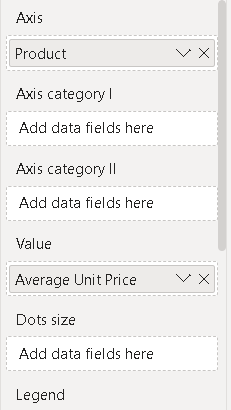 Axis
Product
Axis category I
Add data fields here
Axis category II
Add data fields here
Value
Average Unit Price
Dots size
Add data fields here
Legend